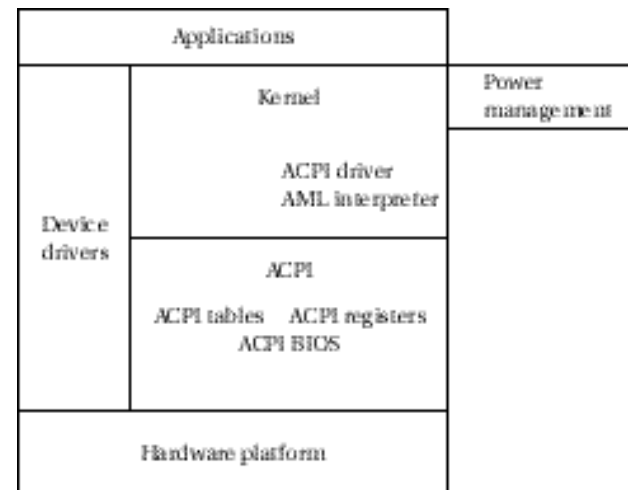 Applications
Kernel
Power
management
ACPI driver
AML interpreter
Device
drivers
ACPI
ACPI tables ACPI registers
ACPI BIOS
Hardware platform